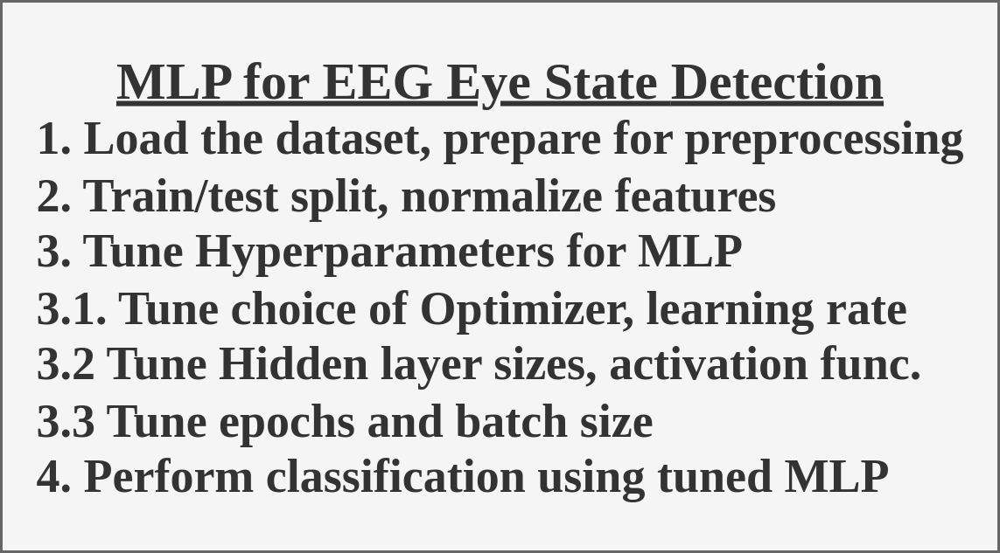 MLP for EEG Eye State Detection
1. Load the dataset, prepare for preprocessing
2. Train/test split, normalize features
3. Tune Hyperparameters for MLP
3.1. Tune choice of Optimizer, learning rate
3.2 Tune Hidden layer sizes, activation func.
3.3 Tune epochs and batch size
4. Perform classification using tuned MLP